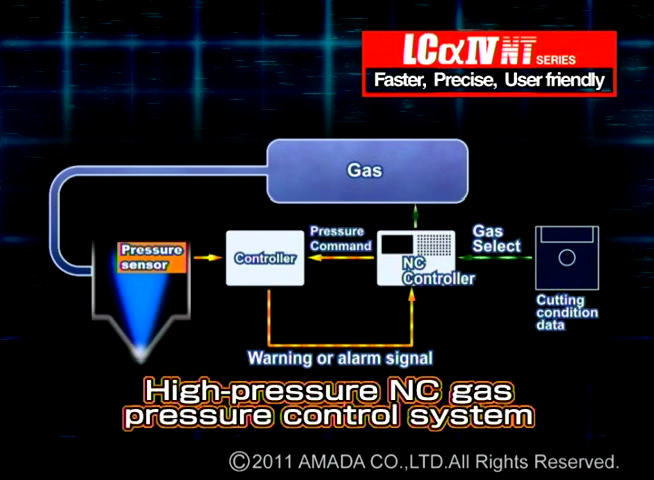 LCαIV NT SERIES
Faster, Precise, User friendly
Gas
Pressure
sensor
Controller
Pressure
Command
NC
Controller
Gas
Select
Cutting
condition
data
Warning or alarm signal
High-pressure NC gas
pressure control system
©2011 AMADA CO.,LTD.All Rights Reserved.